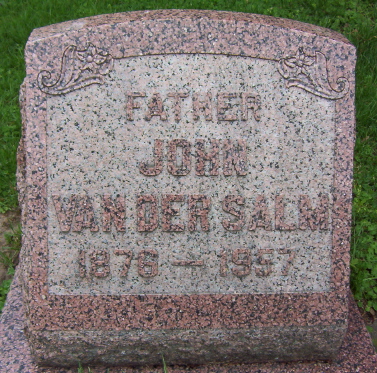 FATHER
JOHN
VAN DER SALM
1878 — 1957